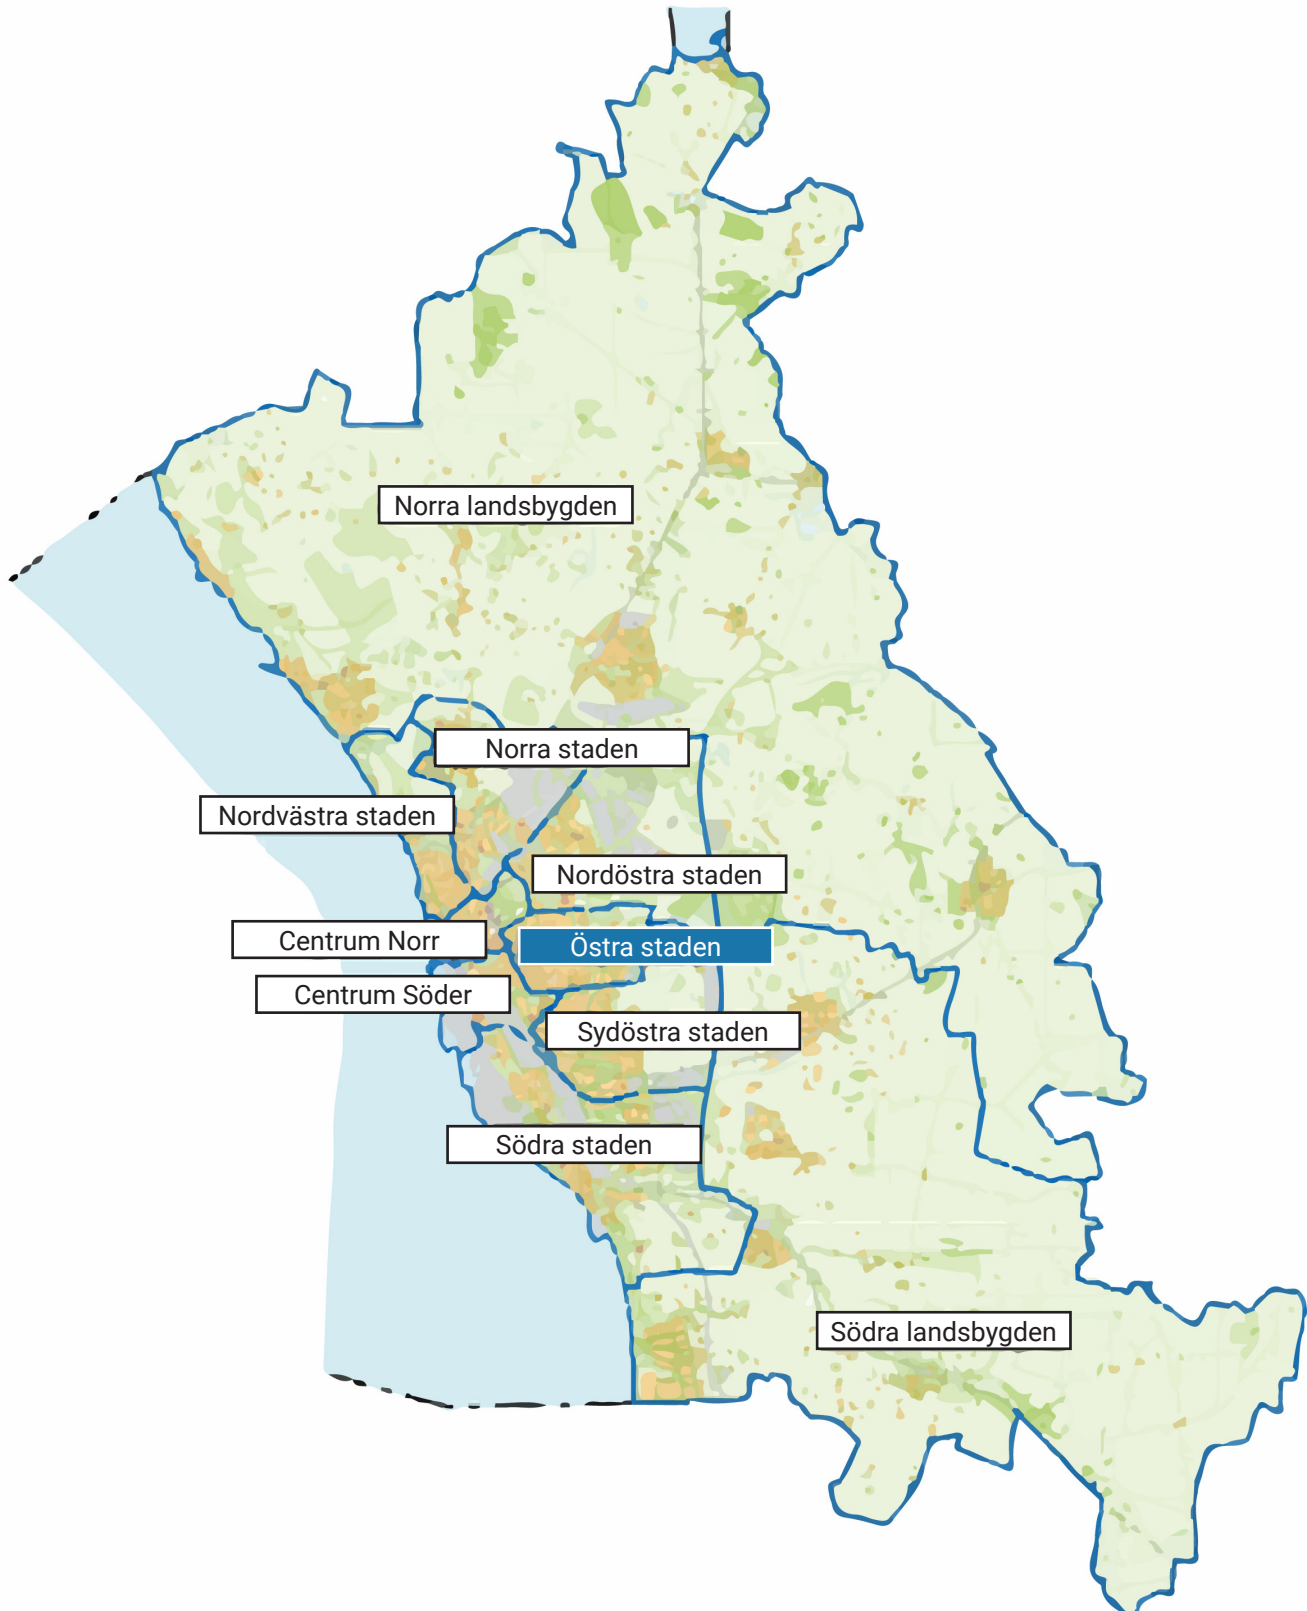 Norra landsbygden
Norra staden
Nordvästra staden
Nordöstra staden
Centrum Norr
Östra staden
Centrum Söder
Sydöstra staden
Södra staden
Södra landsbygden